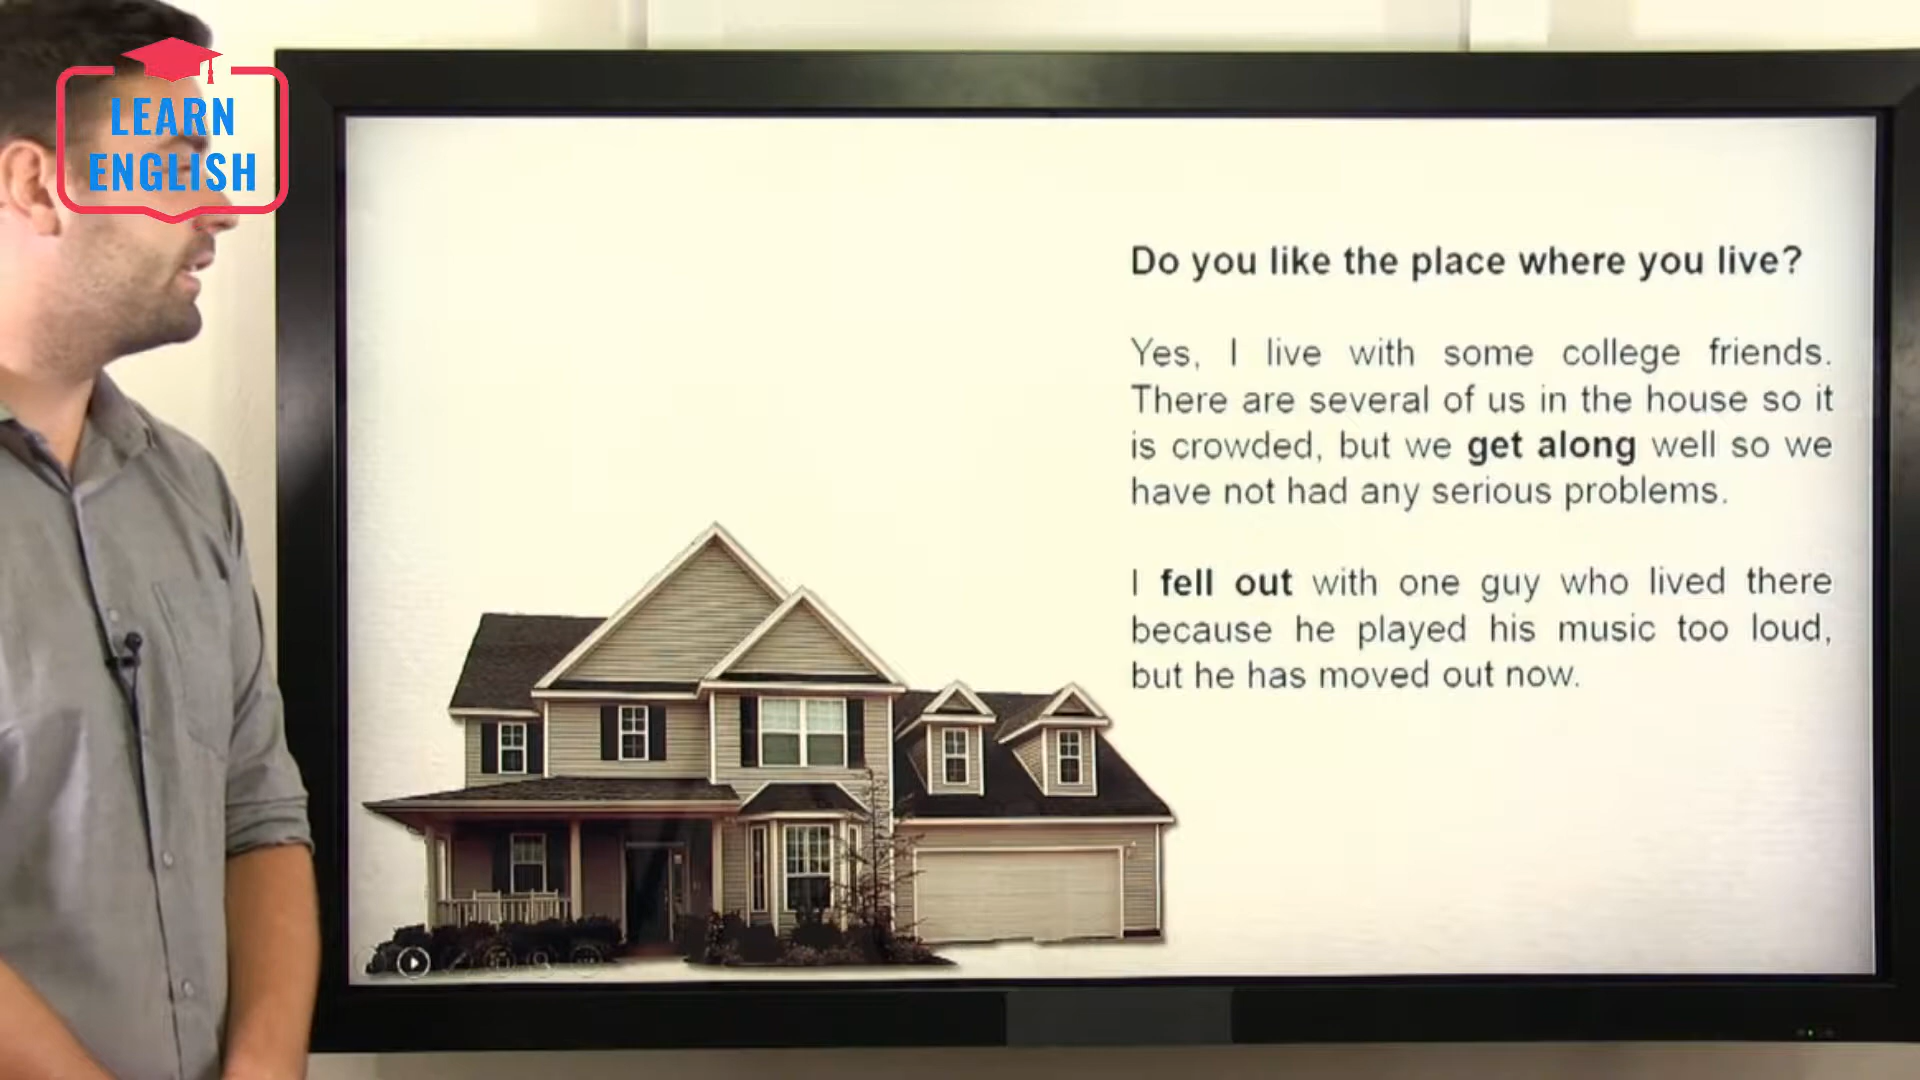 LEARN
ENGLISH
Do you like the place where you live?
Yes, I live with some college friends.
There are several of us in the house so it
is crowded, but we get along well so we
have not had any serious problems.
I fell out with one guy who lived there
because he played his music too loud,
but he has moved out now.